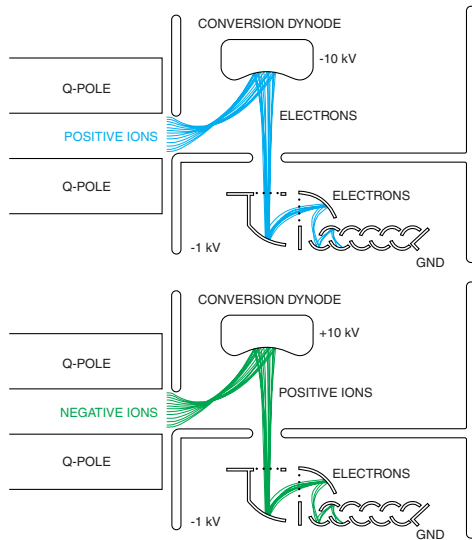 CONVERSION DYNODE
-10 kV
Q-POLE
ELECTRONS
POSITIVE IONS
Q-POLE
ELECTRONS
-1 kV
GND
CONVERSION DYNODE
+10 kV
Q-POLE
POSITIVE IONS
NEGATIVE IONS
Q-POLE
ELECTRONS
-1 kV
GND